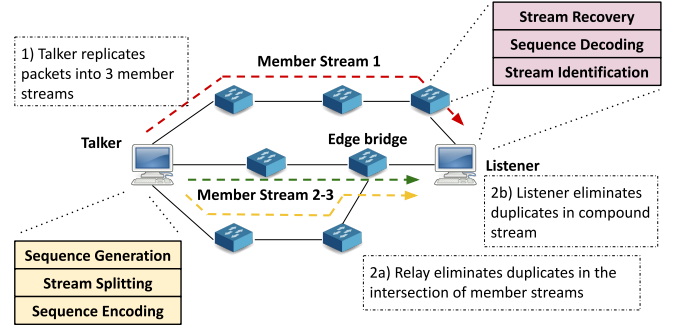 Stream Recovery
Sequence Decoding
Stream Identification
1) Talker replicates
packets into 3 member
streams
Member Stream 1
Talker
Edge bridge
Listener
Member Stream 2-3
2b) Listener eliminates
duplicates in compound
stream
Sequence Generation
Stream Splitting
Sequence Encoding
2a) Relay eliminates duplicates in the
intersection of member streams